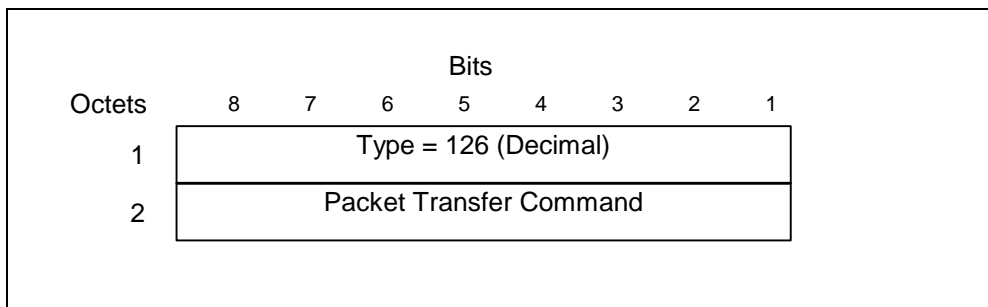 Bits
Octets 8 7 6 5 4 3 2 1
1 Type = 126 (Decimal)
2 Packet Transfer Command